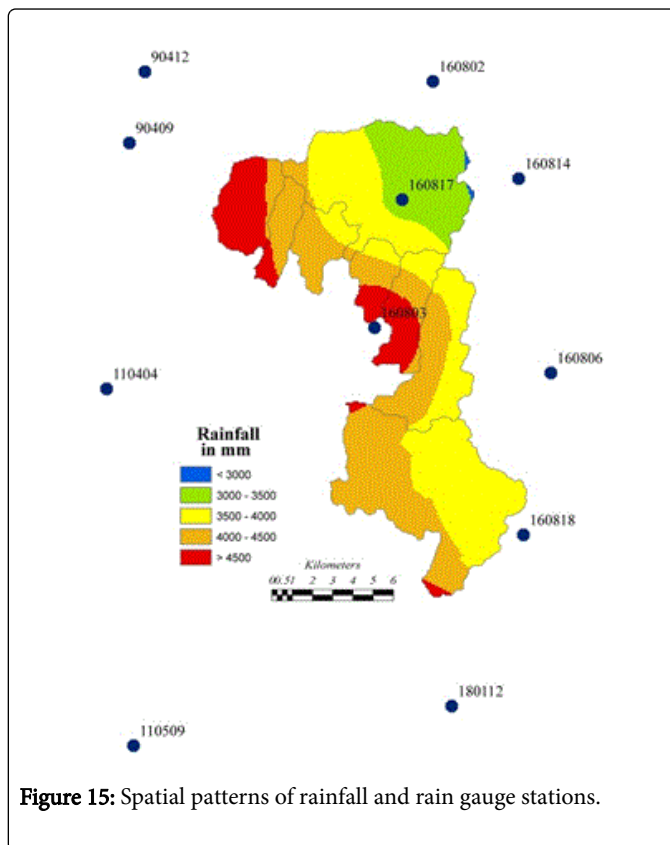 90412
160802
90409
160814
160817
160803
110404
160806
Rainfall
in mm
< 3000
3000 - 3500
3500 - 4000
4000 - 4500
> 4500
160818
Kilometers
00.51 2 3 4 5 6
180112
110509
Figure 15: Spatial patterns of rainfall and rain gauge stations.